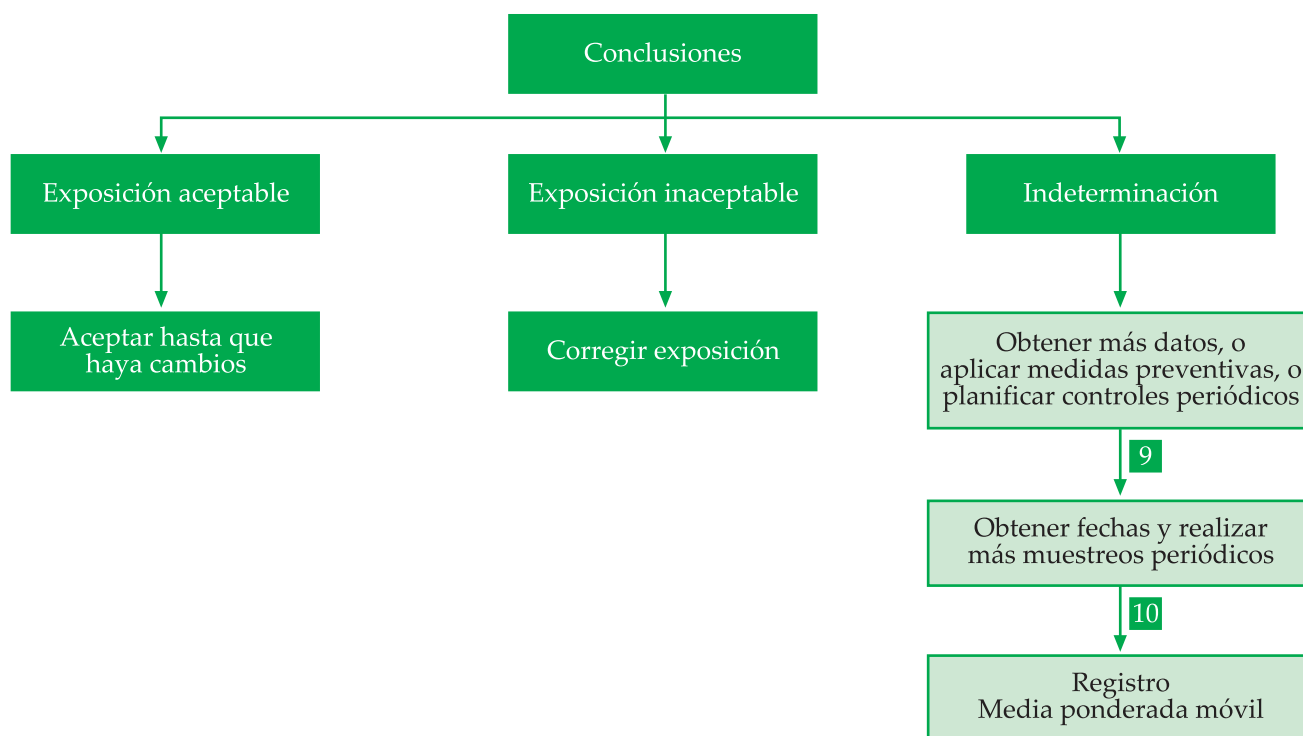 Conclusiones
Exposición aceptable
Exposición inaceptable
Indeterminación
Aceptar hasta que
haya cambios
Corregir exposición
Obtener más datos, o
aplicar medidas preventivas, o
planificar controles periódicos
9
Obtener fechas y realizar
más muestreos periódicos
10
Registro
Media ponderada móvil